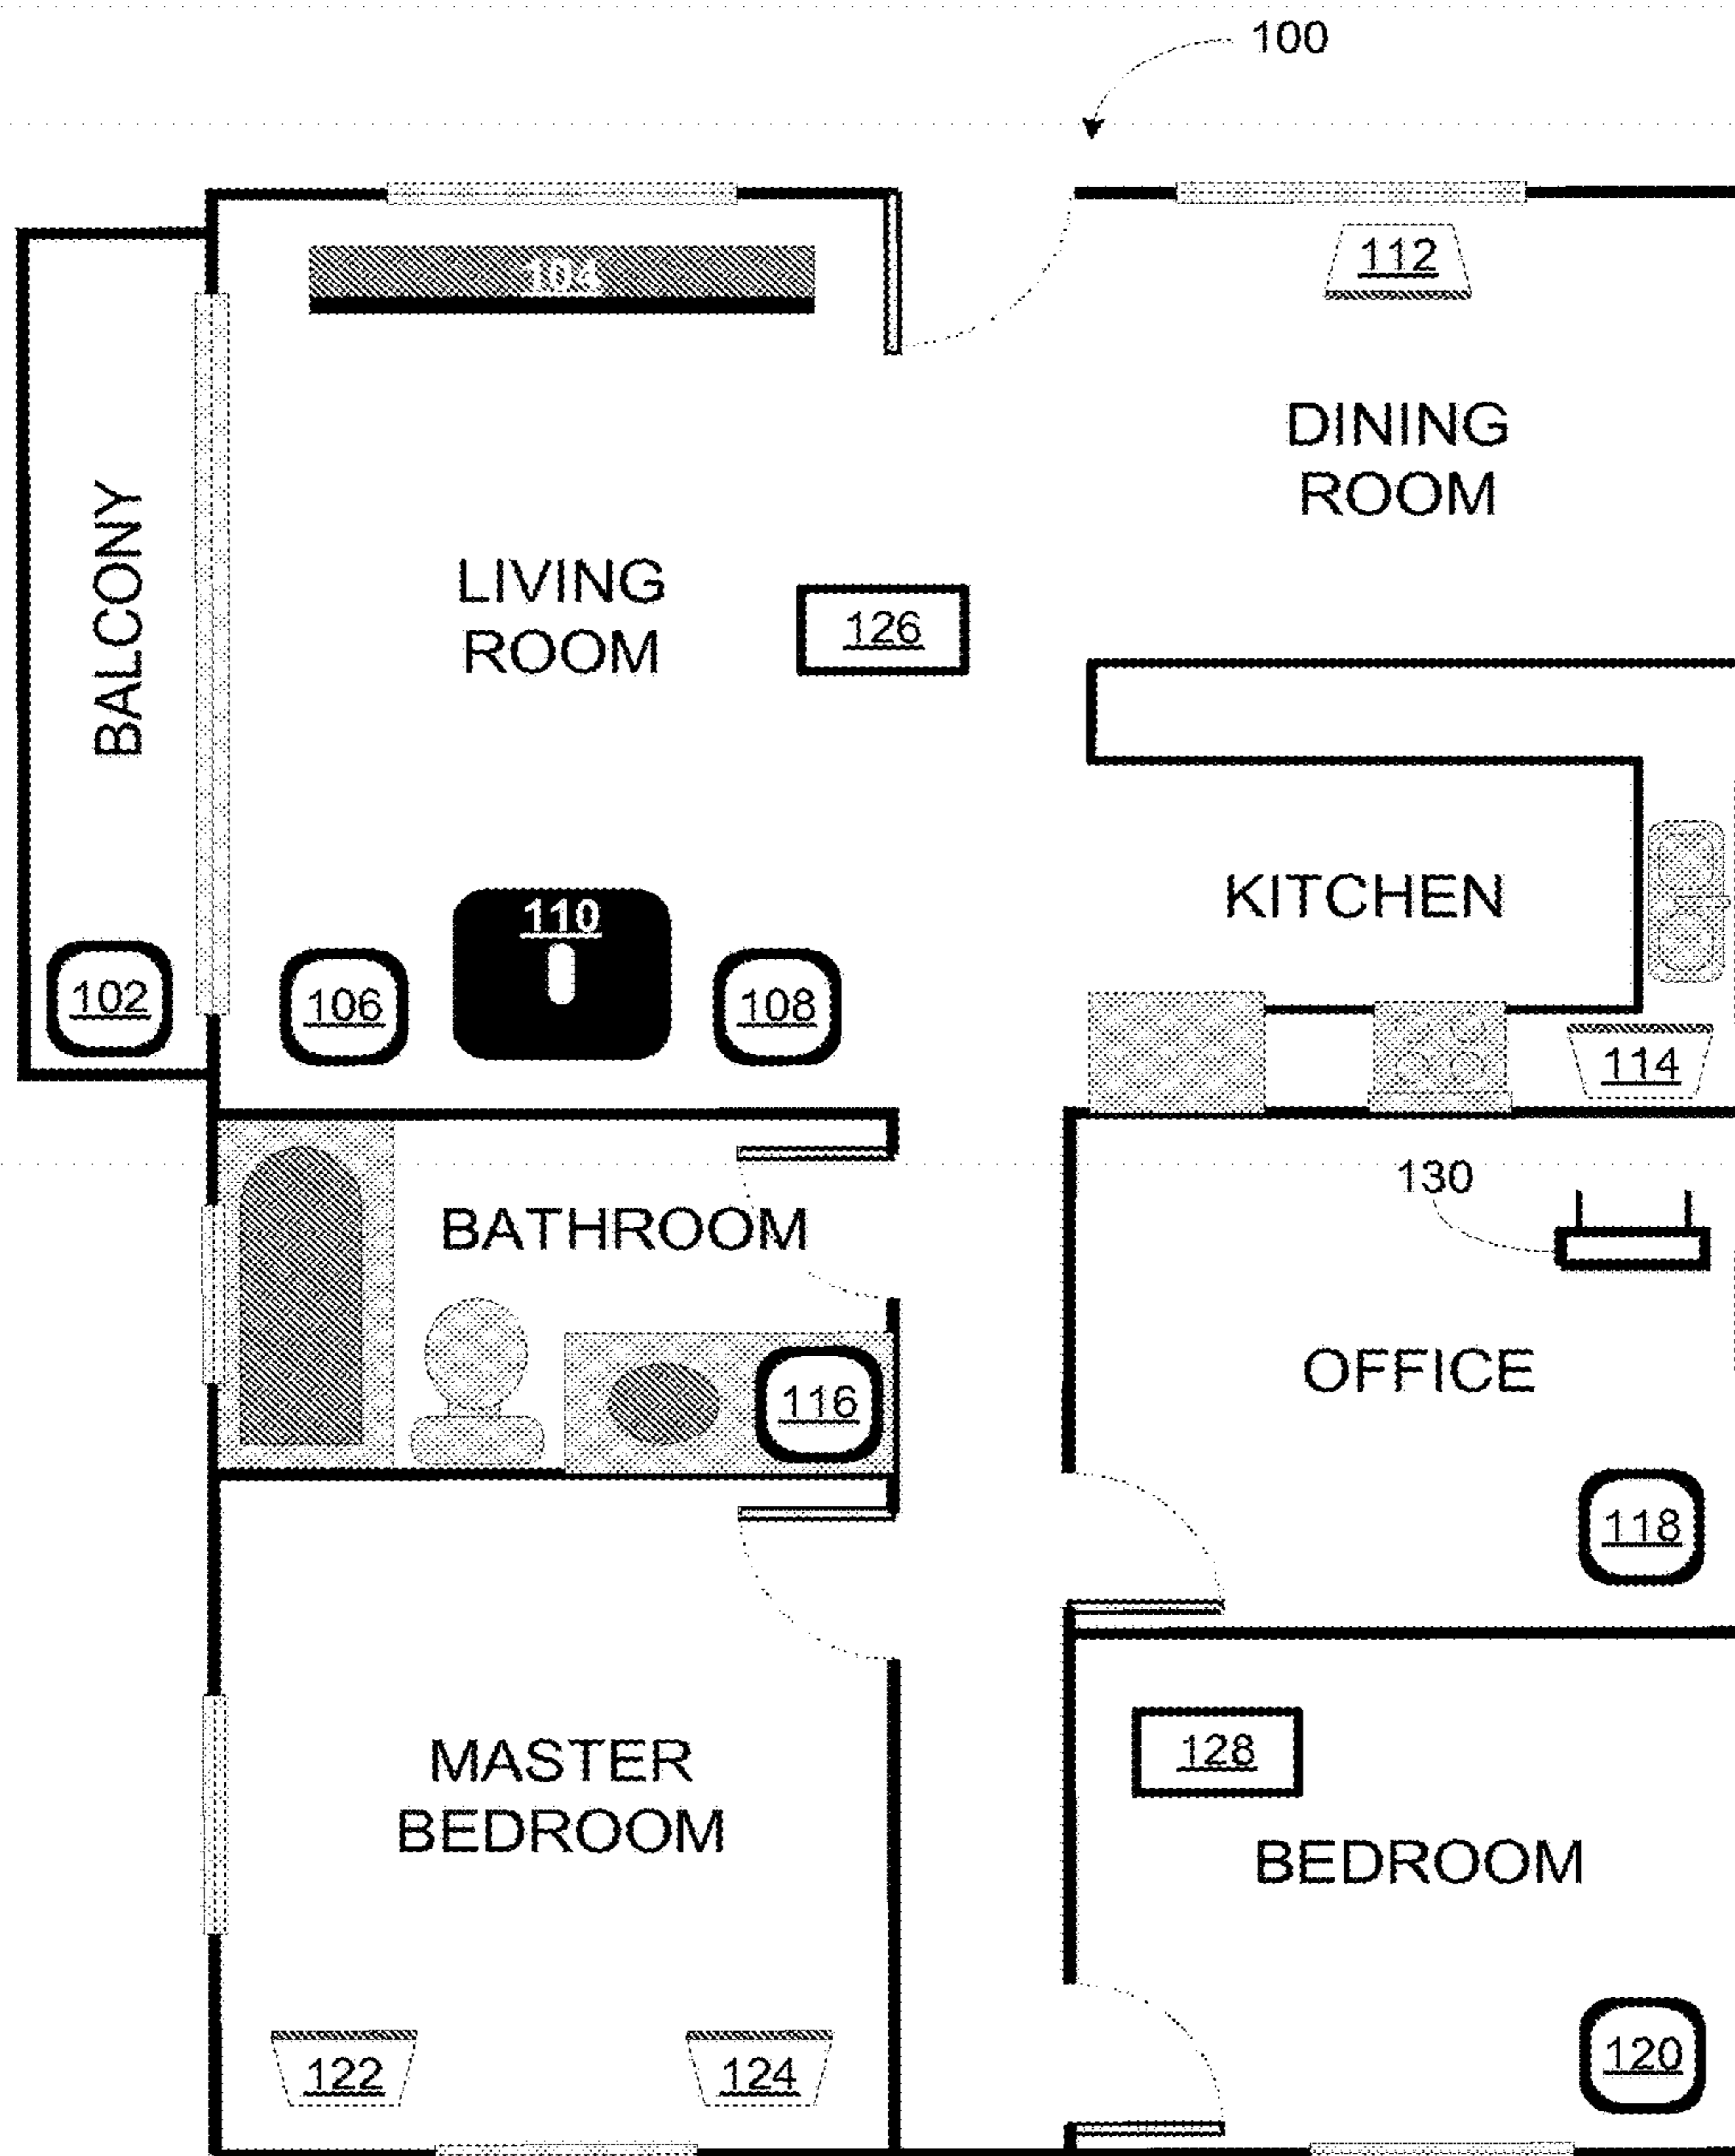 100
104
112
DINING
ROOM
BALCONY
LIVING
ROOM
126
KITCHEN
110
102
106
108
114
130
BATHROOM
OFFICE
116
118
MASTER
BEDROOM
128
BEDROOM
122
124
120